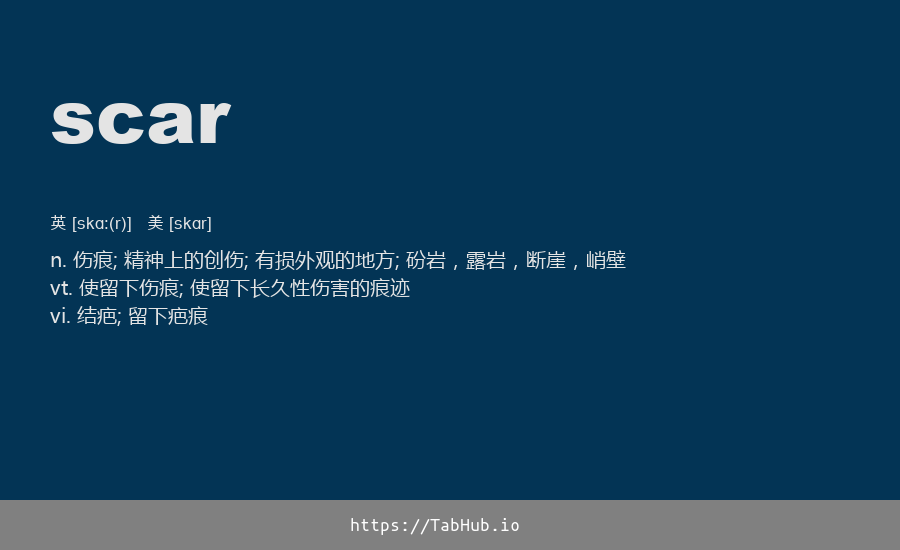 scar
英 [skɑː(r)] 美 [skɑr]
n. 伤痕; 精神上的创伤; 有损外观的地方; 砏岩，露岩，断崖，峭壁
vt. 使留下伤痕; 使留下长久性伤害的痕迹
vi. 结疤; 留下疤痕
https://TabHub.io